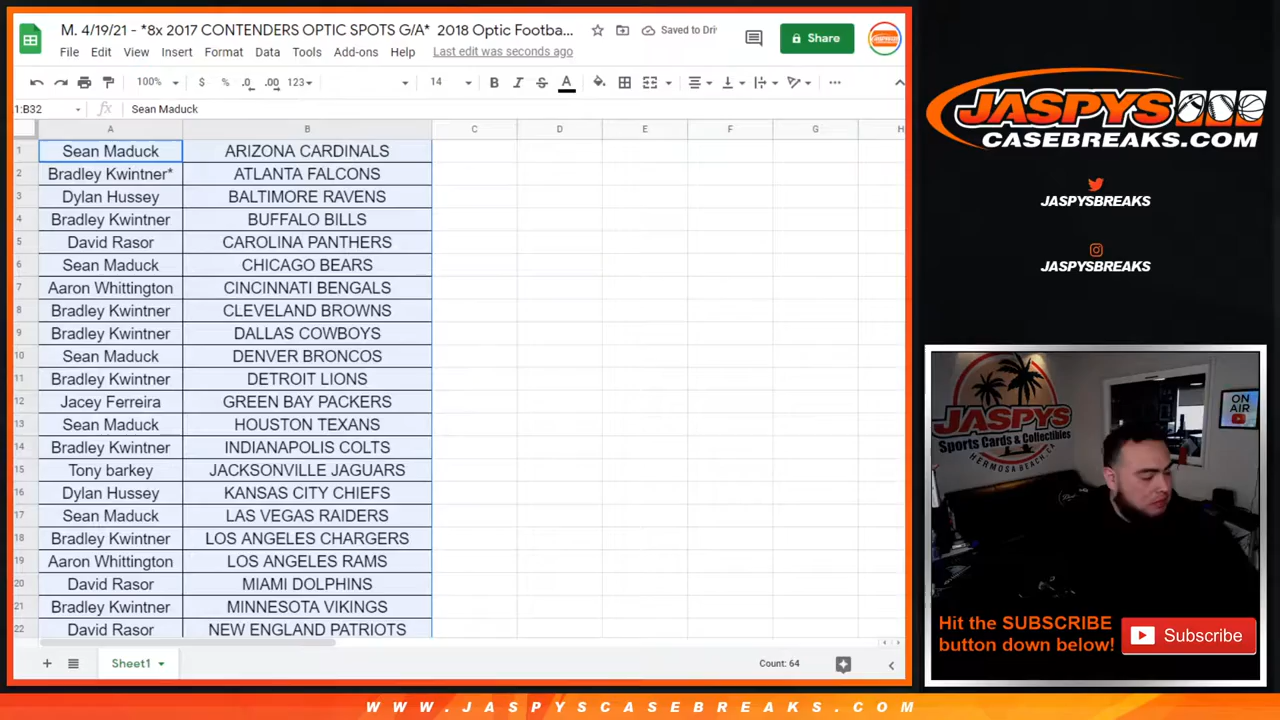 M. 4/19/21 - *8x 2017 CONTENDERS OPTIC SPOTS G/A* 2018 Optic Footba...
Saved to Dri
Share
File Edit View Insert Format Data Tools Add-ons Help Last edit was seconds ago
100% $ % .0 .00 123 14 B I S A
1:B32 fx Sean Maduck
A B C D E F G H
1 Sean Maduck ARIZONA CARDINALS
2 Bradley Kwintner* ATLANTA FALCONS
3 Dylan Hussey BALTIMORE RAVENS
4 Bradley Kwintner BUFFALO BILLS
5 David Rasor CAROLINA PANTHERS
6 Sean Maduck CHICAGO BEARS
7 Aaron Whittington CINCINNATI BENGALS
8 Bradley Kwintner CLEVELAND BROWNS
9 Bradley Kwintner DALLAS COWBOYS
10 Sean Maduck DENVER BRONCOS
11 Bradley Kwintner DETROIT LIONS
12 Jacey Ferreira GREEN BAY PACKERS
13 Sean Maduck HOUSTON TEXANS
14 Bradley Kwintner INDIANAPOLIS COLTS
15 Tony barkey JACKSONVILLE JAGUARS
16 Dylan Hussey KANSAS CITY CHIEFS
17 Sean Maduck LAS VEGAS RAIDERS
18 Bradley Kwintner LOS ANGELES CHARGERS
19 Aaron Whittington LOS ANGELES RAMS
20 David Rasor MIAMI DOLPHINS
21 Bradley Kwintner MINNESOTA VIKINGS
22 David Rasor NEW ENGLAND PATRIOTS
Sheet1
Count: 64
JASPYS
CASEBREAKS.COM
JASPYSBREAKS
JASPYSBREAKS
JASPYS
Sports Cards & Collectibles
HERMOSA BEACH, CA
ON
AIR
Hit the SUBSCRIBE
button down below!
Subscribe
WWW.JASPYSCASEBREAKS.COM